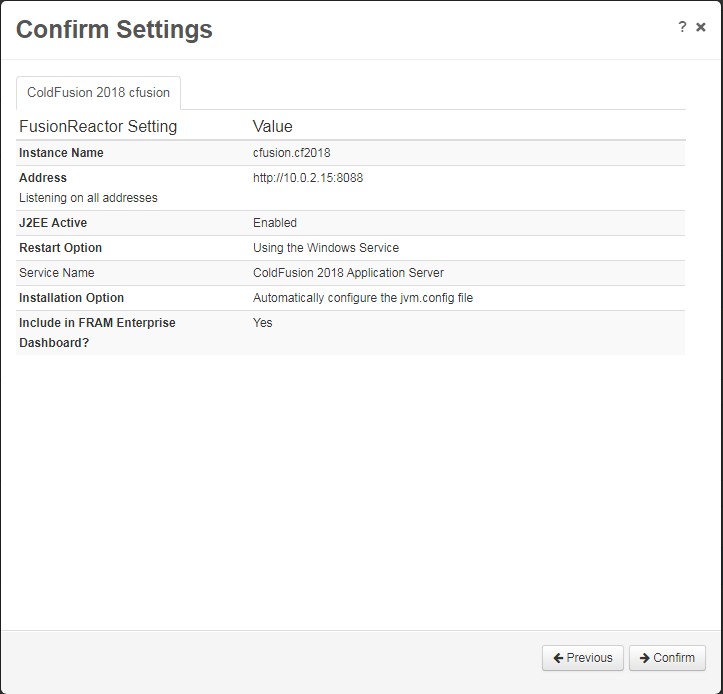 Confirm Settings
? ×
ColdFusion 2018 cfusion
FusionReactor Setting Value
Instance Name cfusion.cf2018
Address http://10.0.2.15:8088
Listening on all addresses
J2EE Active Enabled
Restart Option Using the Windows Service
Service Name ColdFusion 2018 Application Server
Installation Option Automatically configure the jvm.config file
Include in FRAM Enterprise Yes
Dashboard?
← Previous → Confirm